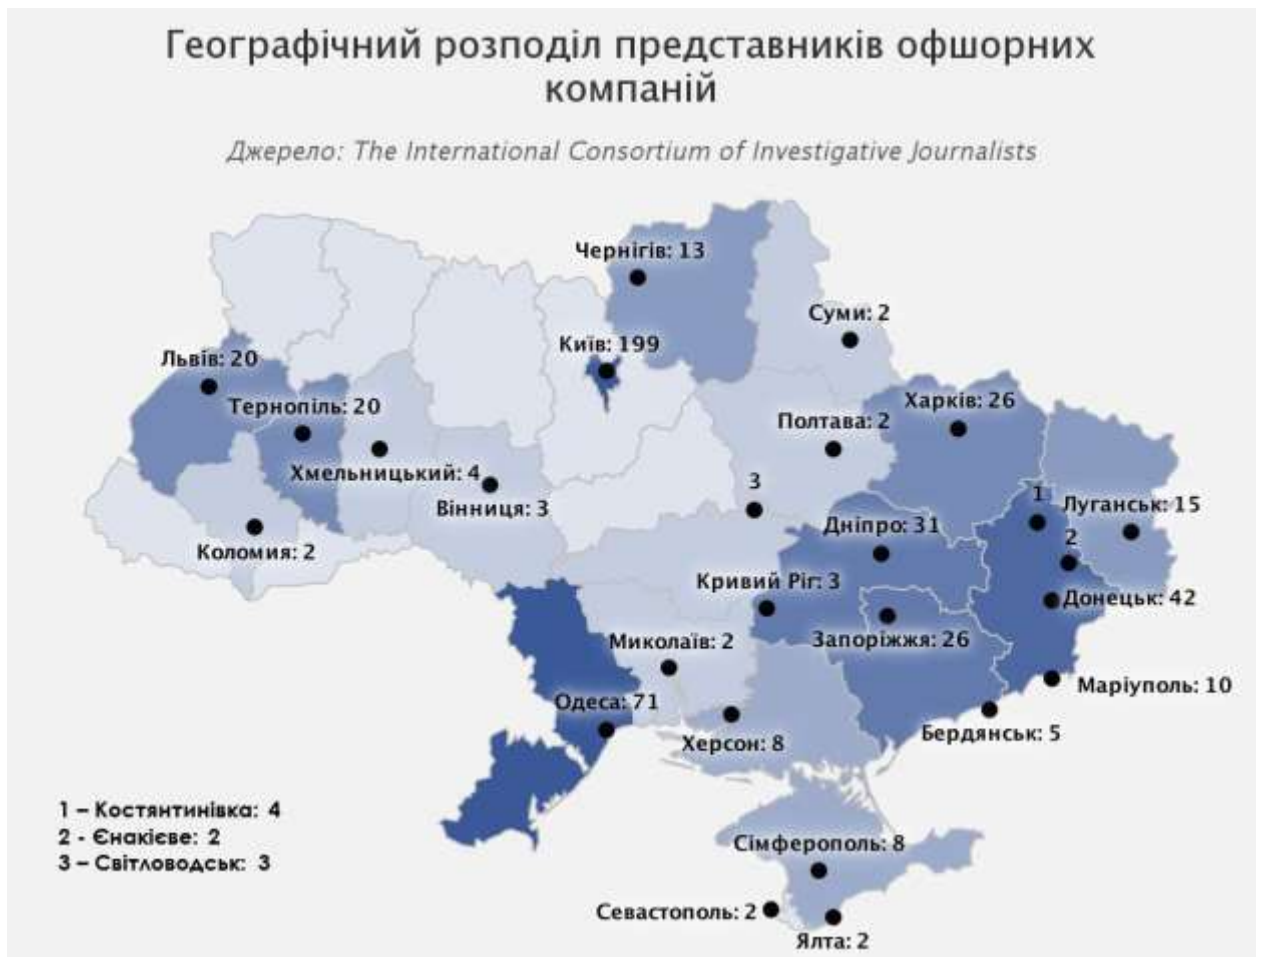 Географічний розподіл представників офшорних
компаній
Джерело: The International Consortium of Investigative Journalists
Чернігів: 13
Суми: 2
Київ: 199
Львів: 20
Тернопіль: 20
Харків: 26
Полтава: 2
Хмельницький: 4
3
1
Луганськ: 15
Вінниця: 3
Дніпро: 31
2
Коломия: 2
Кривий Ріг: 3
Донецьк: 42
Миколаїв: 2
Запоріжжя: 26
Маріуполь: 10
Одеса: 71
Бердянськ: 5
Херсон: 8
1 – Костянтинівка: 4
2 - Єнакієве: 2
3 – Світловодськ: 3
Сімферополь: 8
Севастополь: 2
Ялта: 2